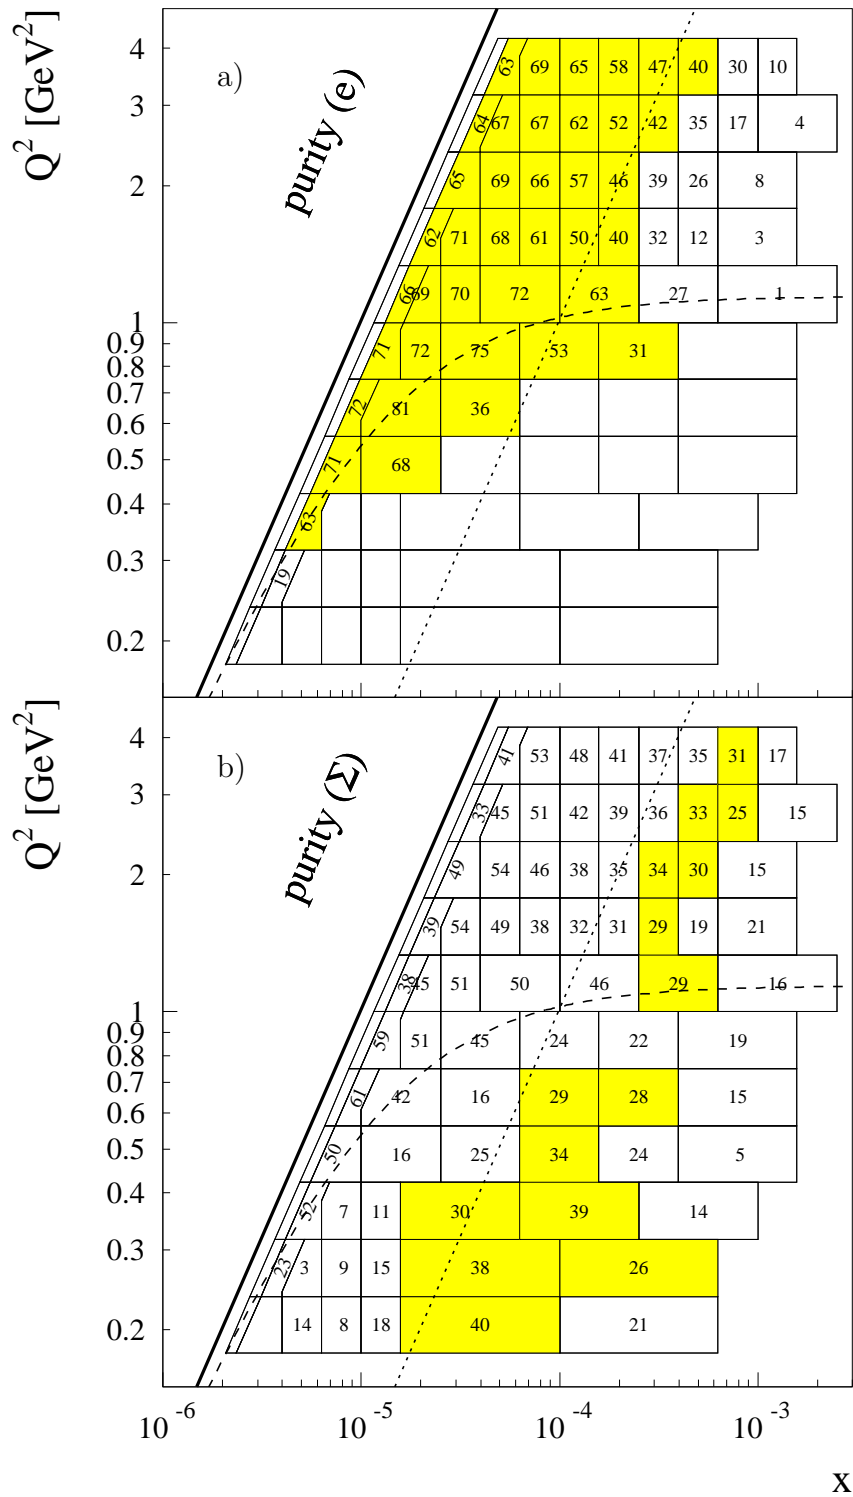 Q² [GeV²]
a)
purity (e)
4
3
2
1
0.9
0.8
0.7
0.6
0.5
0.4
0.3
0.2
63 69 65 58 47 40 30 10
64 67 67 62 52 42 35 17 4
65 69 66 57 46 39 26 8
62 71 68 61 50 40 32 12 3
66 69 70 72 63 27 1
71 72 75 53 31
72 81 36
71 68
63
19
Q² [GeV²]
b)
purity (Σ)
4
3
2
1
0.9
0.8
0.7
0.6
0.5
0.4
0.3
0.2
41 53 48 41 37 35 31 17
33 45 51 42 39 36 33 25 15
49 54 46 38 35 34 30 15
39 54 49 38 32 31 29 19 21
38 45 51 50 46 29 16
59 51 45 24 22 19
61 42 16 29 28 15
50 16 25 34 24 5
52 7 11 30 39 14
23 3 9 15 38 26
14 8 18 40 21
10⁻⁶ 10⁻⁵ 10⁻⁴ 10⁻³
x